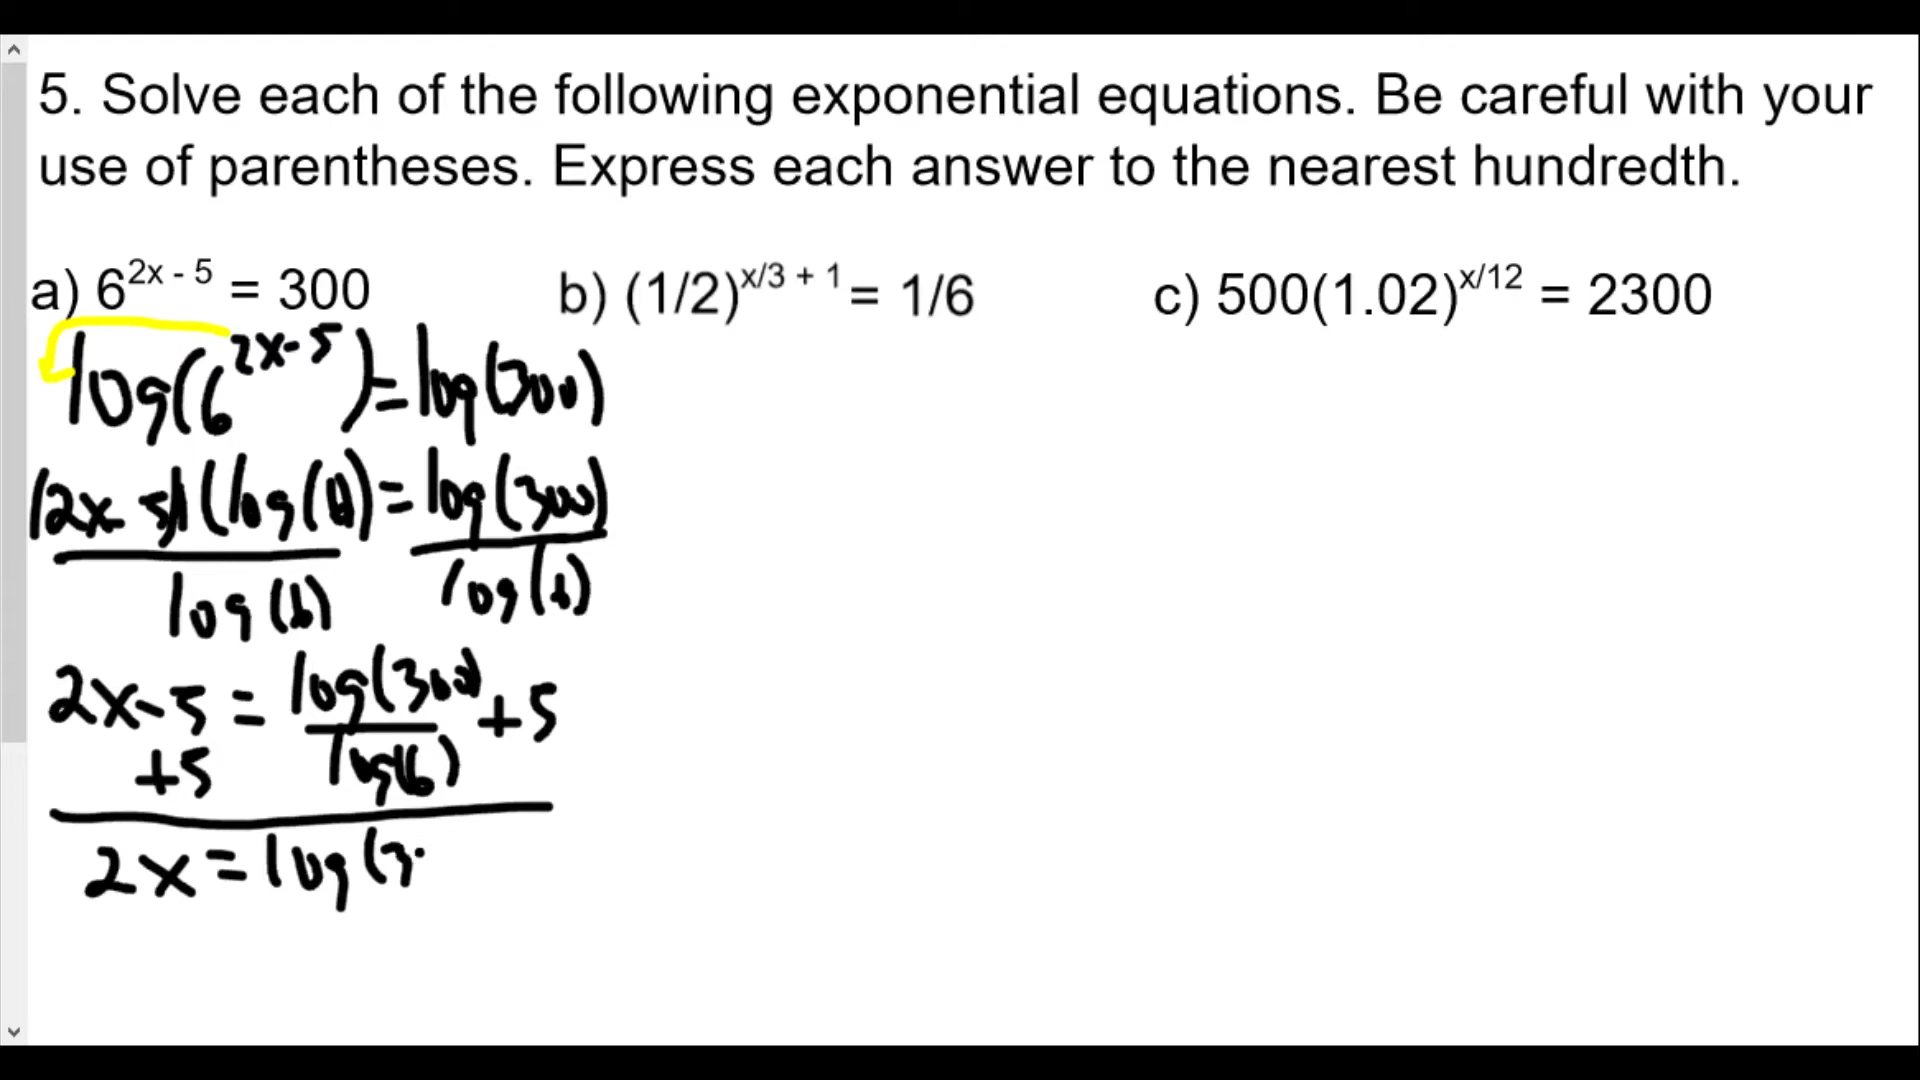 5. Solve each of the following exponential equations. Be careful with your
use of parentheses. Express each answer to the nearest hundredth.
a) 6^(2x - 5) = 300
b) (1/2)^(x/3 + 1) = 1/6
c) 500(1.02)^(x/12) = 2300
log(6^(2x-5)) = log(300)
(2x-5)(log(6)) = log(300)
log(6) log(6)
2x-5 = log(300) +5
+5 log(6)
2x = log(3